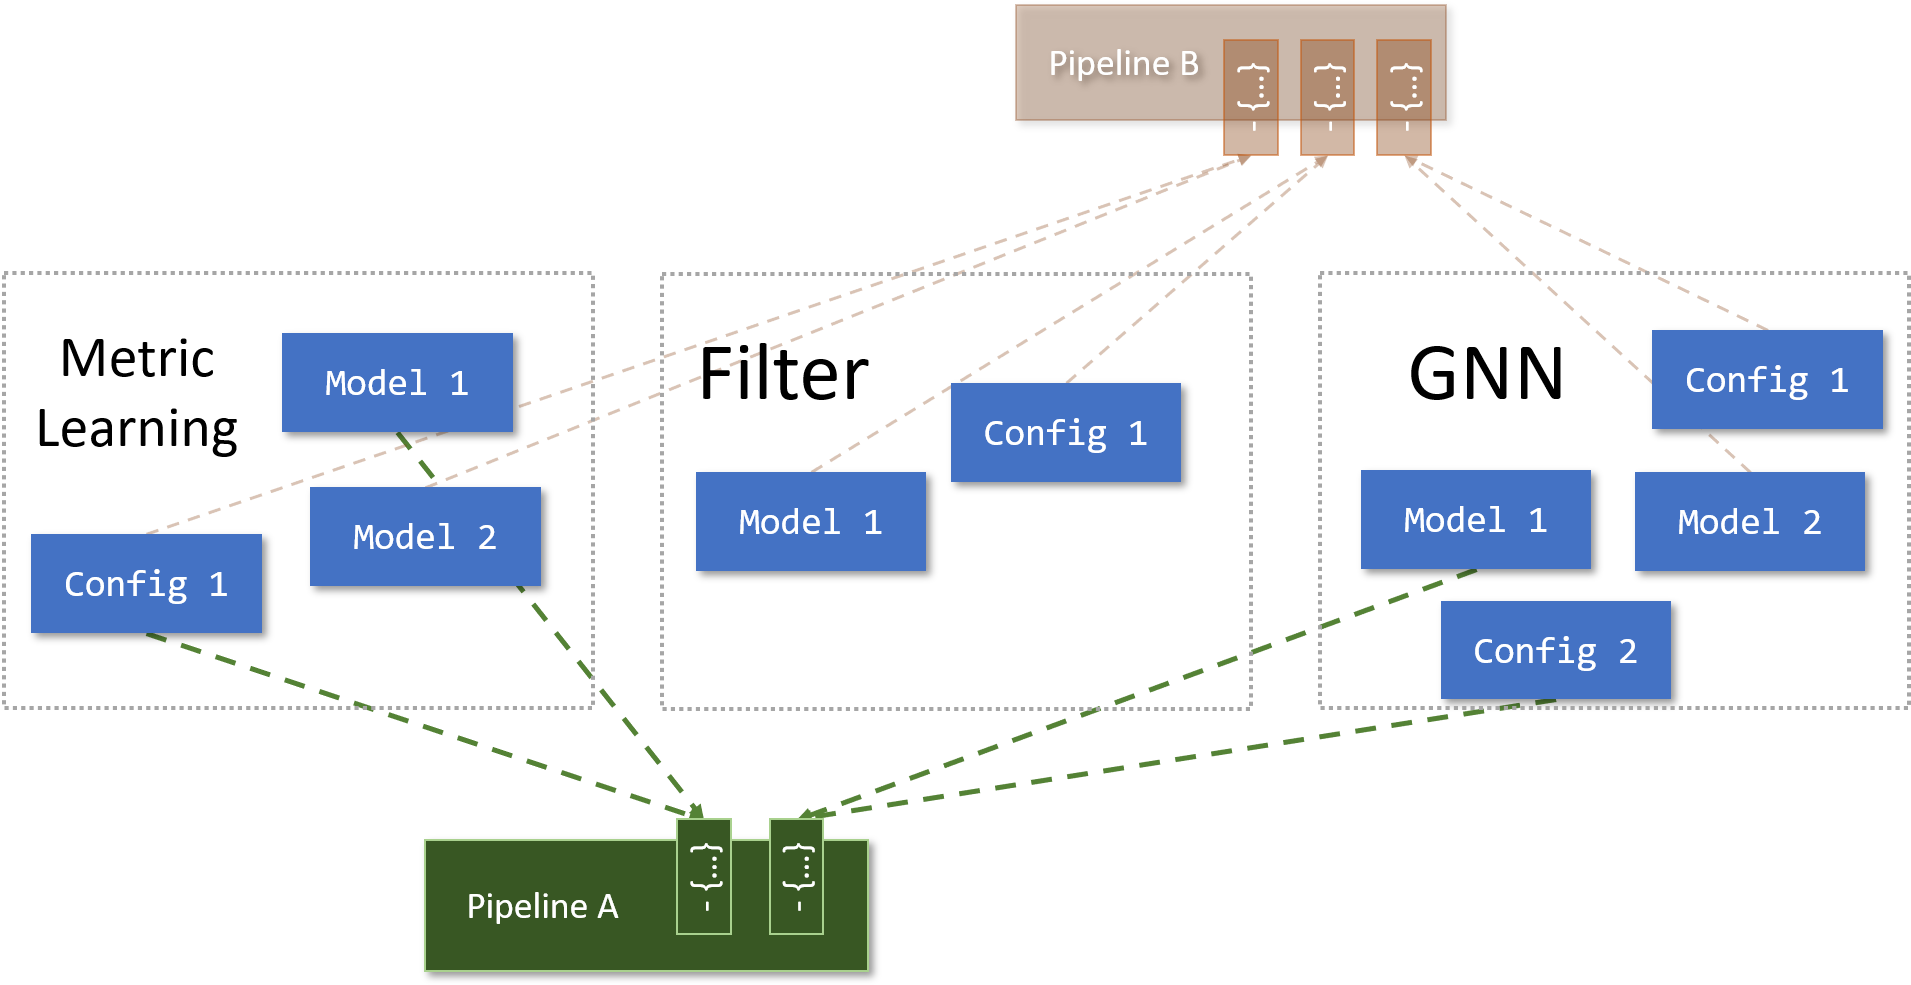 Pipeline B
- {...}
- {...}
- {...}
Metric
Learning
Model 1
Model 2
Config 1
Filter
Config 1
Model 1
GNN
Config 1
Model 1
Model 2
Config 2
Pipeline A
- {...}
- {...}